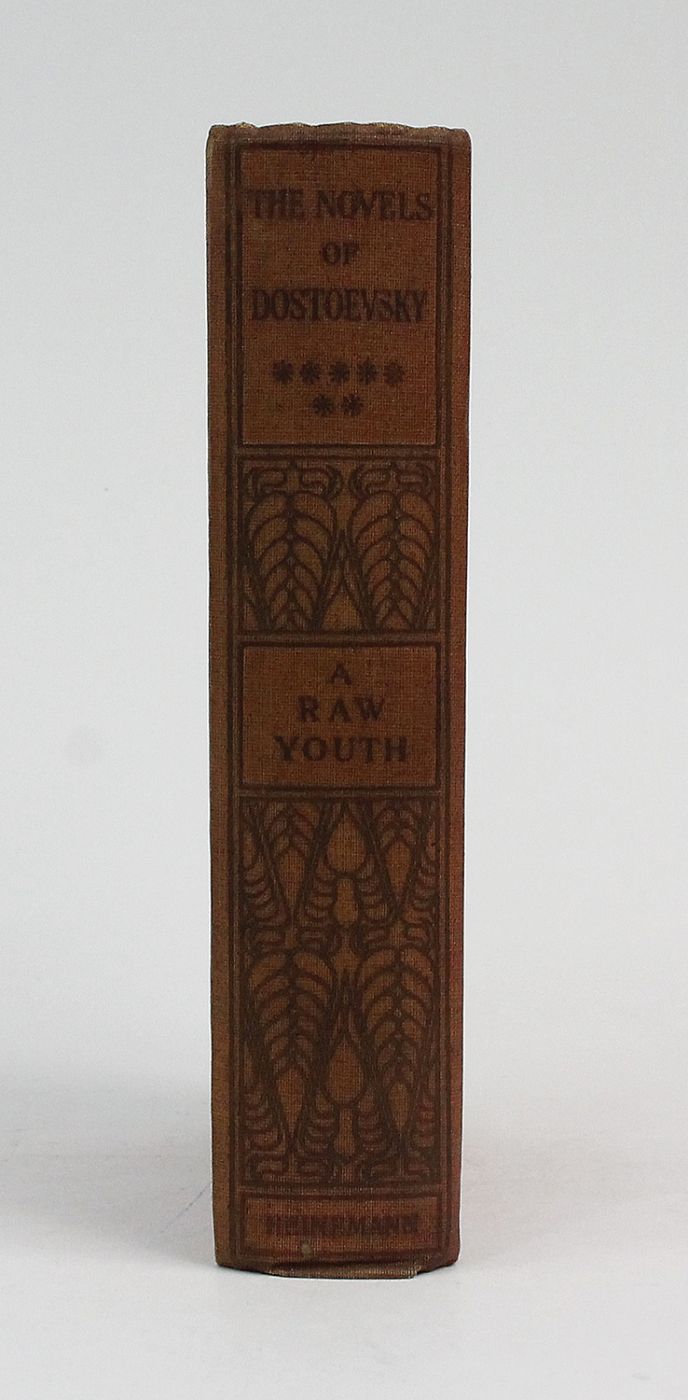 THE NOVELS
OF
DOSTOEVSKY
*****
**
A
RAW
YOUTH
HEINEMANN